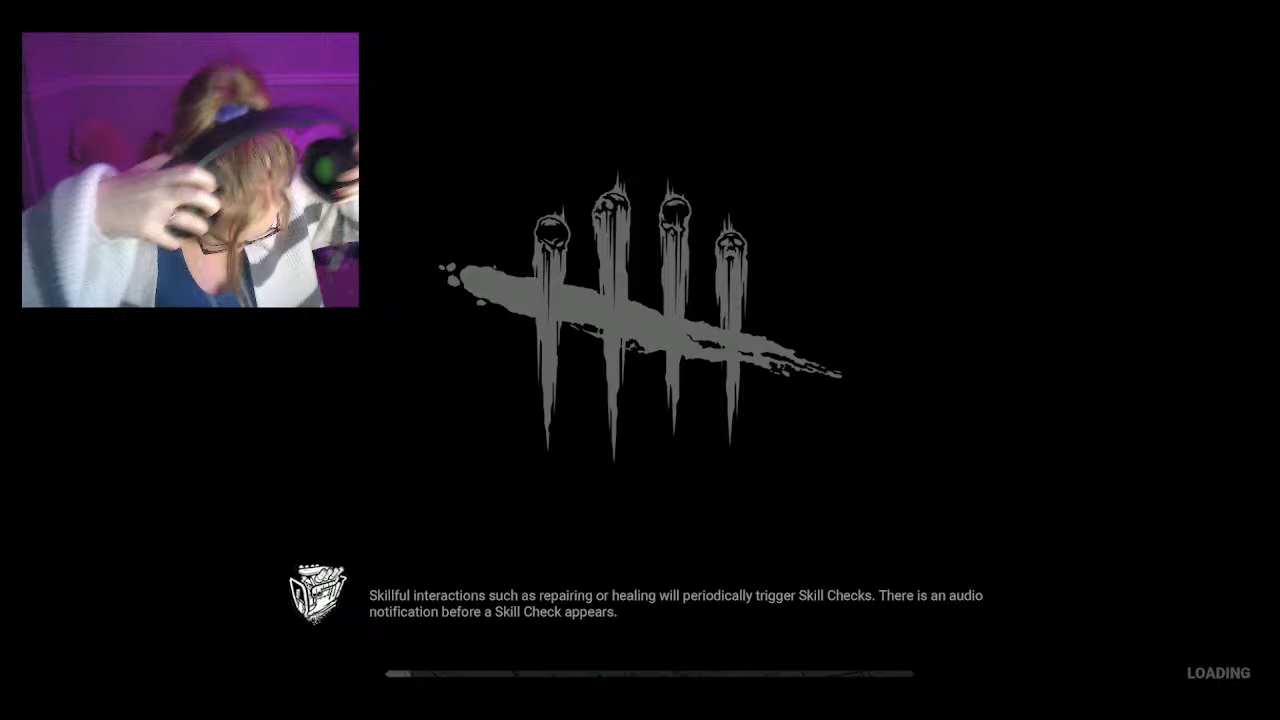 Skillful interactions such as repairing or healing will periodically trigger Skill Checks. There is an audio
notification before a Skill Check appears.
LOADING